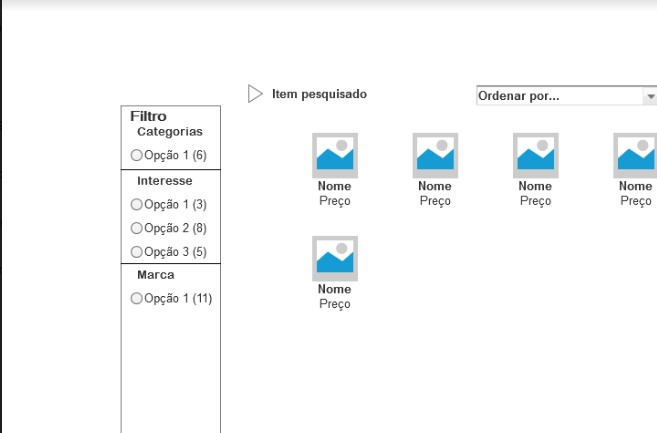 Item pesquisado
Ordenar por...
Filtro
Categorias
Opção 1 (6)
Interesse
Opção 1 (3)
Opção 2 (8)
Opção 3 (5)
Marca
Opção 1 (11)
Nome Nome Nome Nome
Preço Preço Preço Preço
Nome
Preço